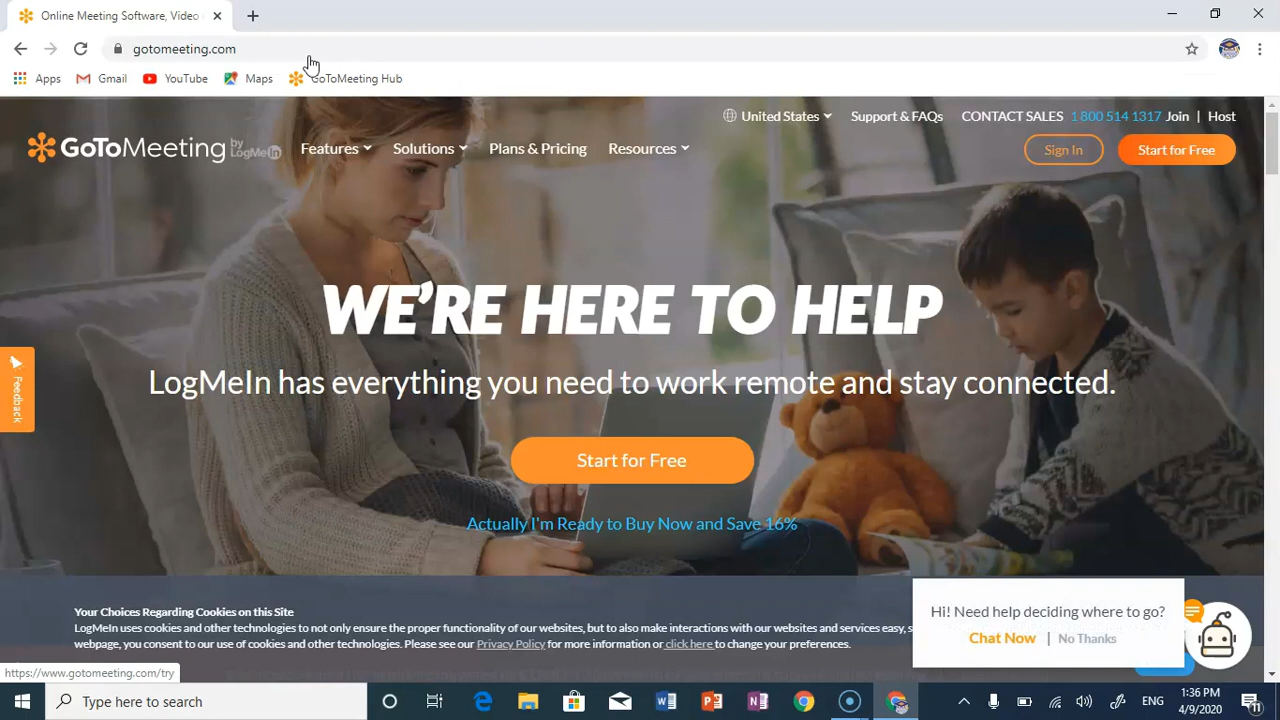 Online Meeting Software, Video
gotomeeting.com
Apps Gmail YouTube Maps GoToMeeting Hub
United States Support & FAQs CONTACT SALES 1 800 514 1317 Join | Host
GoToMeeting by LogMeIn Features Solutions Plans & Pricing Resources Sign In Start for Free
WE'RE HERE TO HELP
LogMeIn has everything you need to work remote and stay connected.
Feedback
Start for Free
Actually I'm Ready to Buy Now and Save 16%
Your Choices Regarding Cookies on this Site
LogMeIn uses cookies and other technologies to not only ensure the proper functionality of our websites, but to also make interactions with our websites and services easy,
webpage, you consent to our use of cookies and other technologies. Please see our Privacy Policy for more information or click here to change your preferences.
Hi! Need help deciding where to go?
Chat Now | No Thanks
https://www.gotomeeting.com/try
Type here to search
ENG
1:36 PM
4/9/2020
11